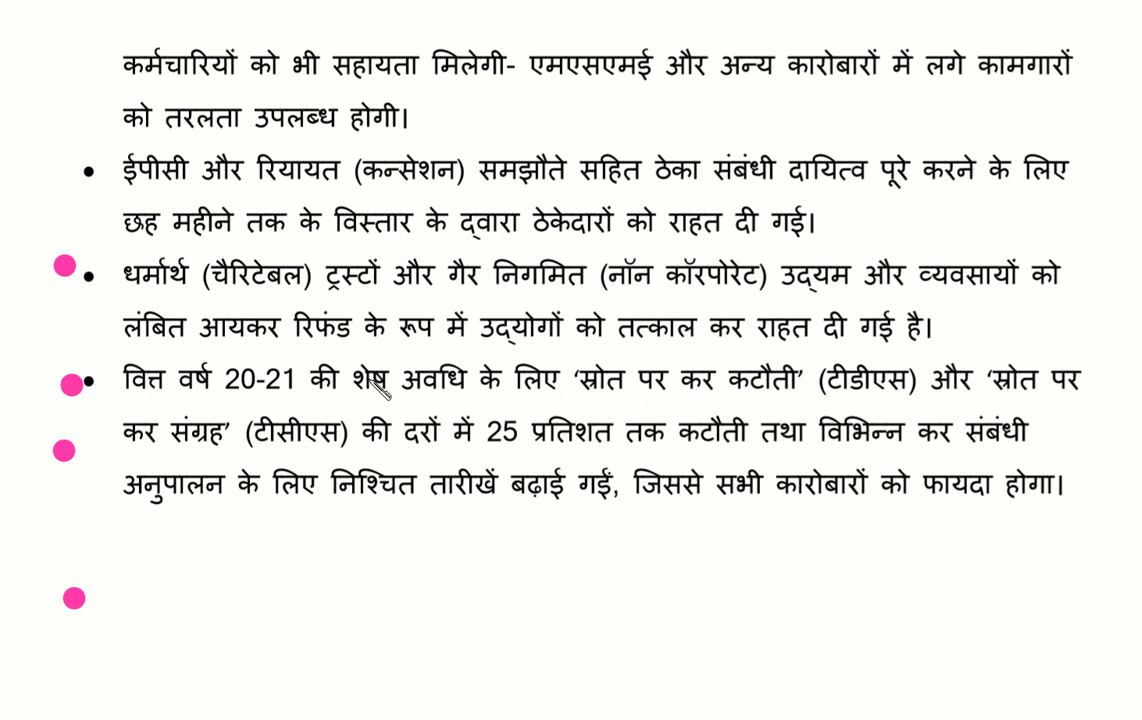 कर्मचारियों को भी सहायता मिलेगी- एमएसएमई और अन्य कारोबारों में लगे कामगारों
को तरलता उपलब्ध होगी।
• ईपीसी और रियायत (कन्सेशन) समझौते सहित ठेका संबंधी दायित्व पूरे करने के लिए
छह महीने तक के विस्तार के द्वारा ठेकेदारों को राहत दी गई।
• धर्मार्थ (चैरिटेबल) ट्रस्टों और गैर निगमित (नॉन कॉरपोरेट) उद्यम और व्यवसायों को
लंबित आयकर रिफंड के रूप में उद्योगों को तत्काल कर राहत दी गई है।
• वित्त वर्ष 20-21 की शेष अवधि के लिए ‘स्रोत पर कर कटौती’ (टीडीएस) और ‘स्रोत पर
कर संग्रह’ (टीसीएस) की दरों में 25 प्रतिशत तक कटौती तथा विभिन्न कर संबंधी
अनुपालन के लिए निश्चित तारीखें बढ़ाई गईं, जिससे सभी कारोबारों को फायदा होगा।